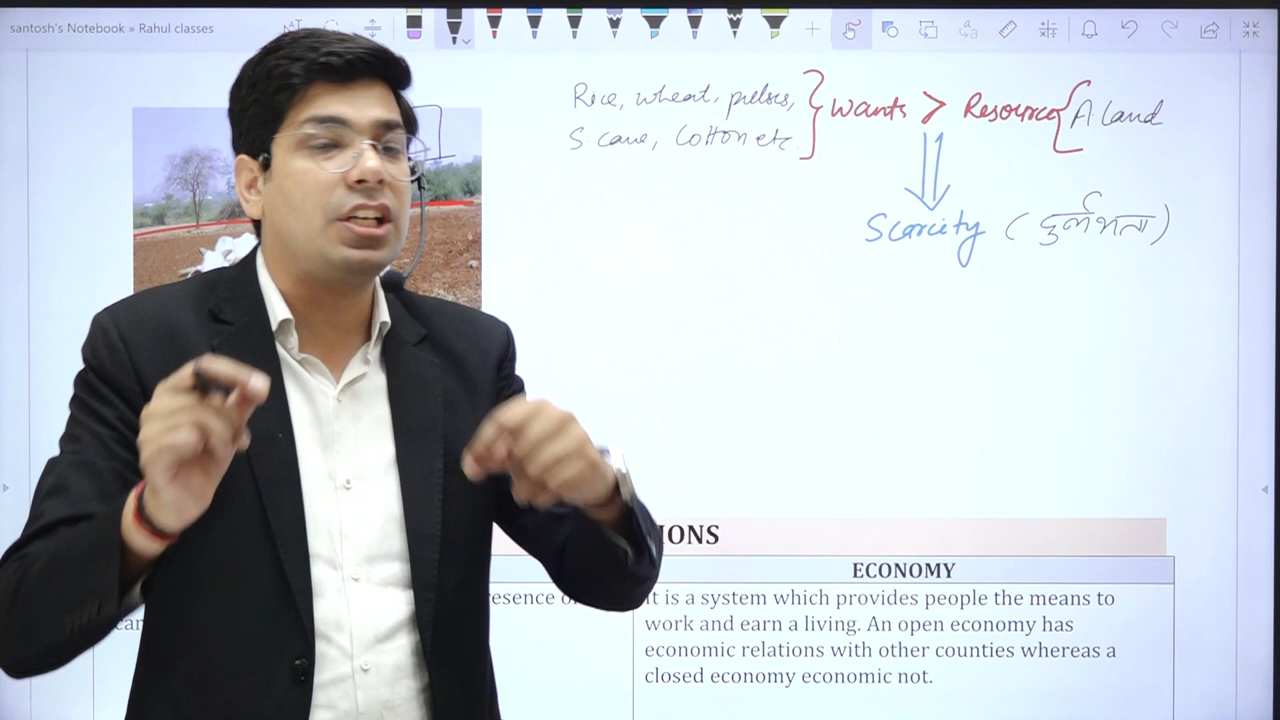 santosh's Notebook » Rahul classes
Rice, wheat, pulses,
S. cane, Cotton etc
Wants > Resource
A. Land
Scarcity (दुर्लभता)
IONS
ECONOMY
esence o
It is a system which provides people the means to
work and earn a living. An open economy has
economic relations with other counties whereas a
closed economy economic not.
can